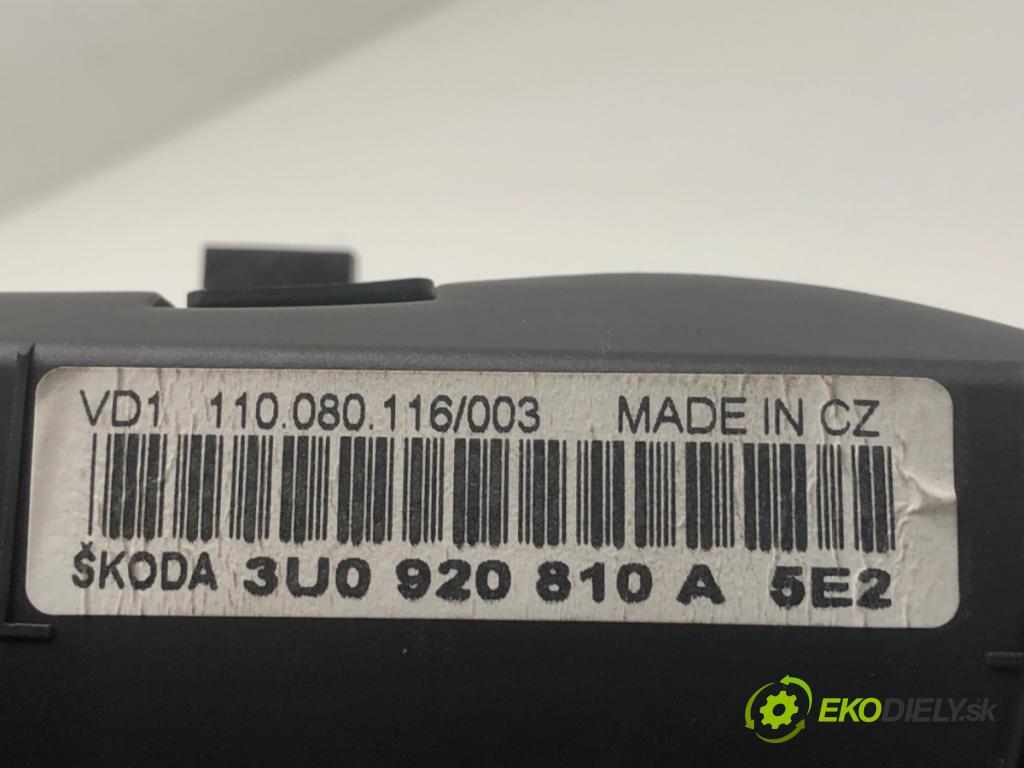 VD1 110.080.116/003 MADE IN CZ
ŠKODA 3U0 920 810 A 5E2
EKODIELY.sk